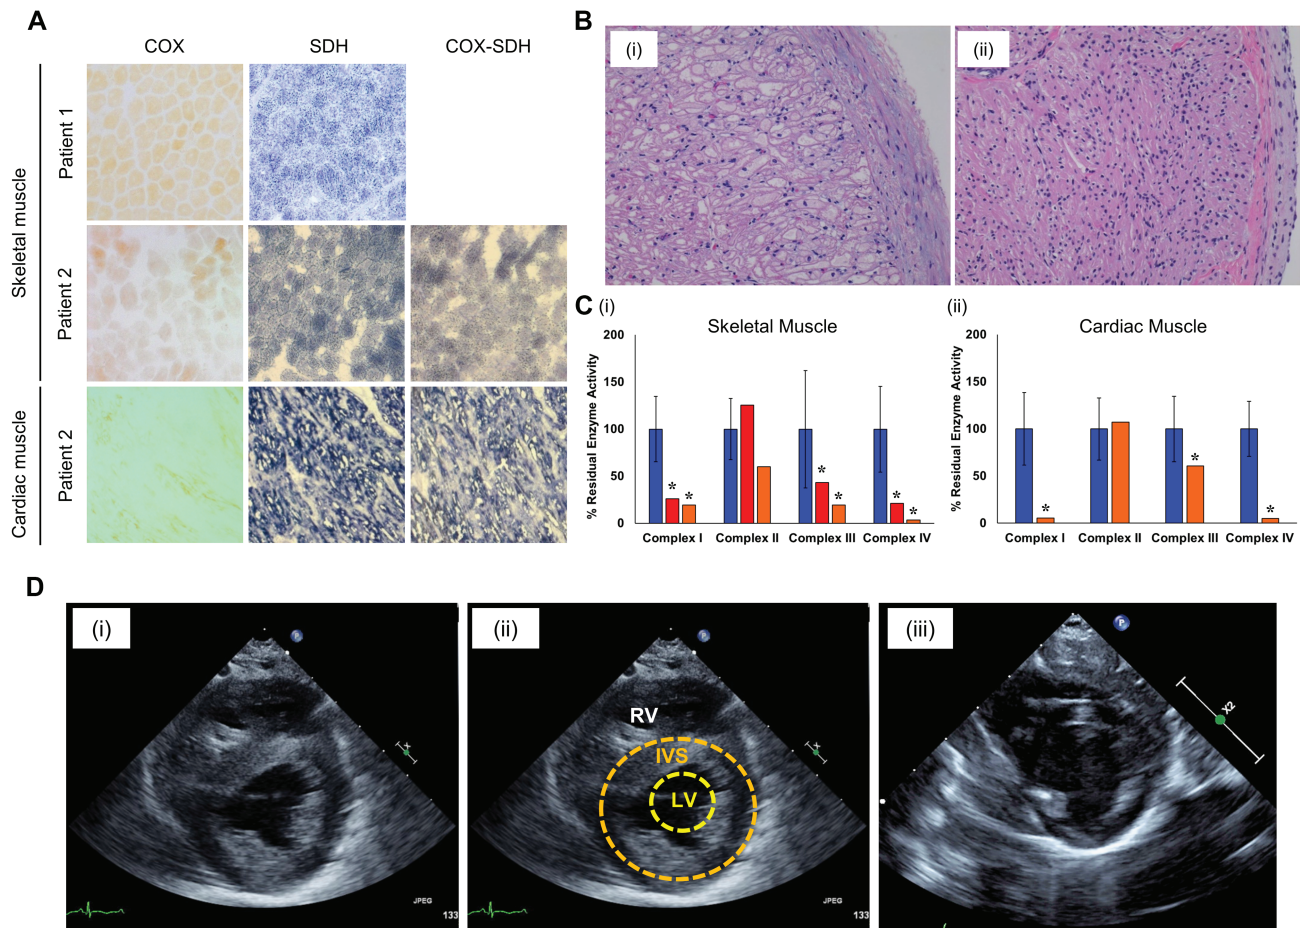 A
COX
SDH
COX-SDH
Skeletal muscle
Patient 1
Patient 2
Cardiac muscle
Patient 2
B
(i)
(ii)
C (i)
Skeletal Muscle
% Residual Enzyme Activity
200
150
100
50
0
*
*
*
*
*
*
Complex I
Complex II
Complex III
Complex IV
(ii)
Cardiac Muscle
% Residual Enzyme Activity
200
150
100
50
0
*
*
*
Complex I
Complex II
Complex III
Complex IV
D
(i)
P
X
JPEG
133
(ii)
P
RV
IVS
LV
X
JPEG
133
(iii)
P
X2